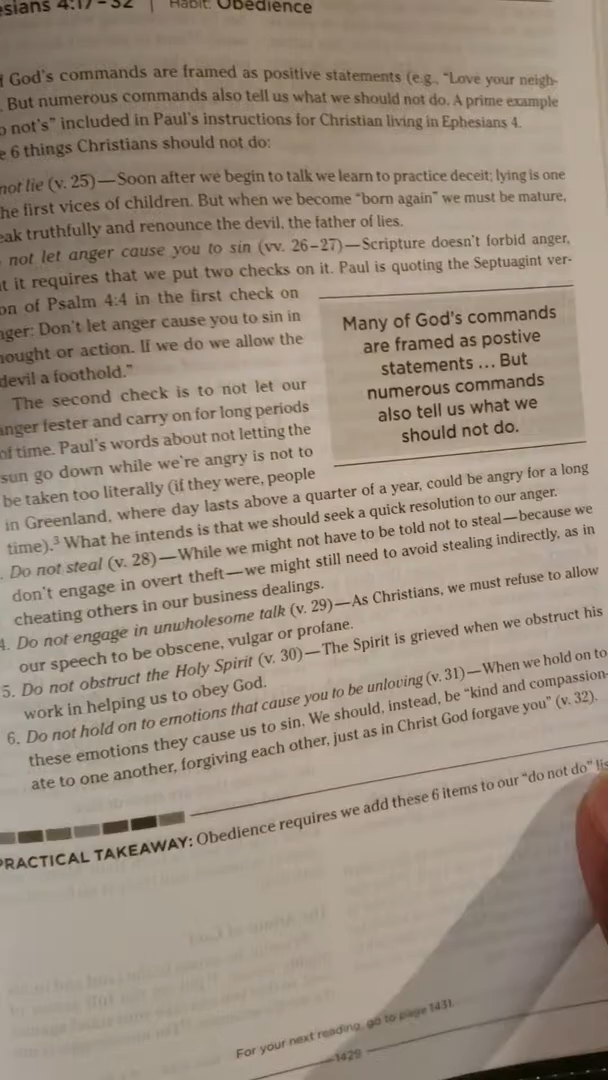 esians 4:17–32 | Habit: Obedience
f God's commands are framed as positive statements (e.g., “Love your neigh-
. But numerous commands also tell us what we should not do. A prime example
o not's” included in Paul's instructions for Christian living in Ephesians 4.
e 6 things Christians should not do:
not lie (v. 25)—Soon after we begin to talk we learn to practice deceit; lying is one
he first vices of children. But when we become “born again” we must be mature,
eak truthfully and renounce the devil, the father of lies.
not let anger cause you to sin (vv. 26–27)—Scripture doesn't forbid anger,
t it requires that we put two checks on it. Paul is quoting the Septuagint ver-
on of Psalm 4:4 in the first check on
nger: Don't let anger cause you to sin in
hought or action. If we do we allow the
devil a foothold.”
The second check is to not let our
anger fester and carry on for long periods
of time. Paul's words about not letting the
sun go down while we're angry is not to
be taken too literally (if they were, people
in Greenland, where day lasts above a quarter of a year, could be angry for a long
time).³ What he intends is that we should seek a quick resolution to our anger.
Many of God's commands
are framed as postive
statements ... But
numerous commands
also tell us what we
should not do.
. Do not steal (v. 28)—While we might not have to be told not to steal—because we
don't engage in overt theft—we might still need to avoid stealing indirectly, as in
cheating others in our business dealings.
4. Do not engage in unwholesome talk (v. 29)—As Christians, we must refuse to allow
our speech to be obscene, vulgar or profane.
5. Do not obstruct the Holy Spirit (v. 30)—The Spirit is grieved when we obstruct his
work in helping us to obey God.
6. Do not hold on to emotions that cause you to be unloving (v. 31)—When we hold on to
these emotions they cause us to sin. We should, instead, be “kind and compassion-
ate to one another, forgiving each other, just as in Christ God forgave you” (v. 32).
PRACTICAL TAKEAWAY: Obedience requires we add these 6 items to our “do not do” lis
For your next reading, go to page 1431.
1429